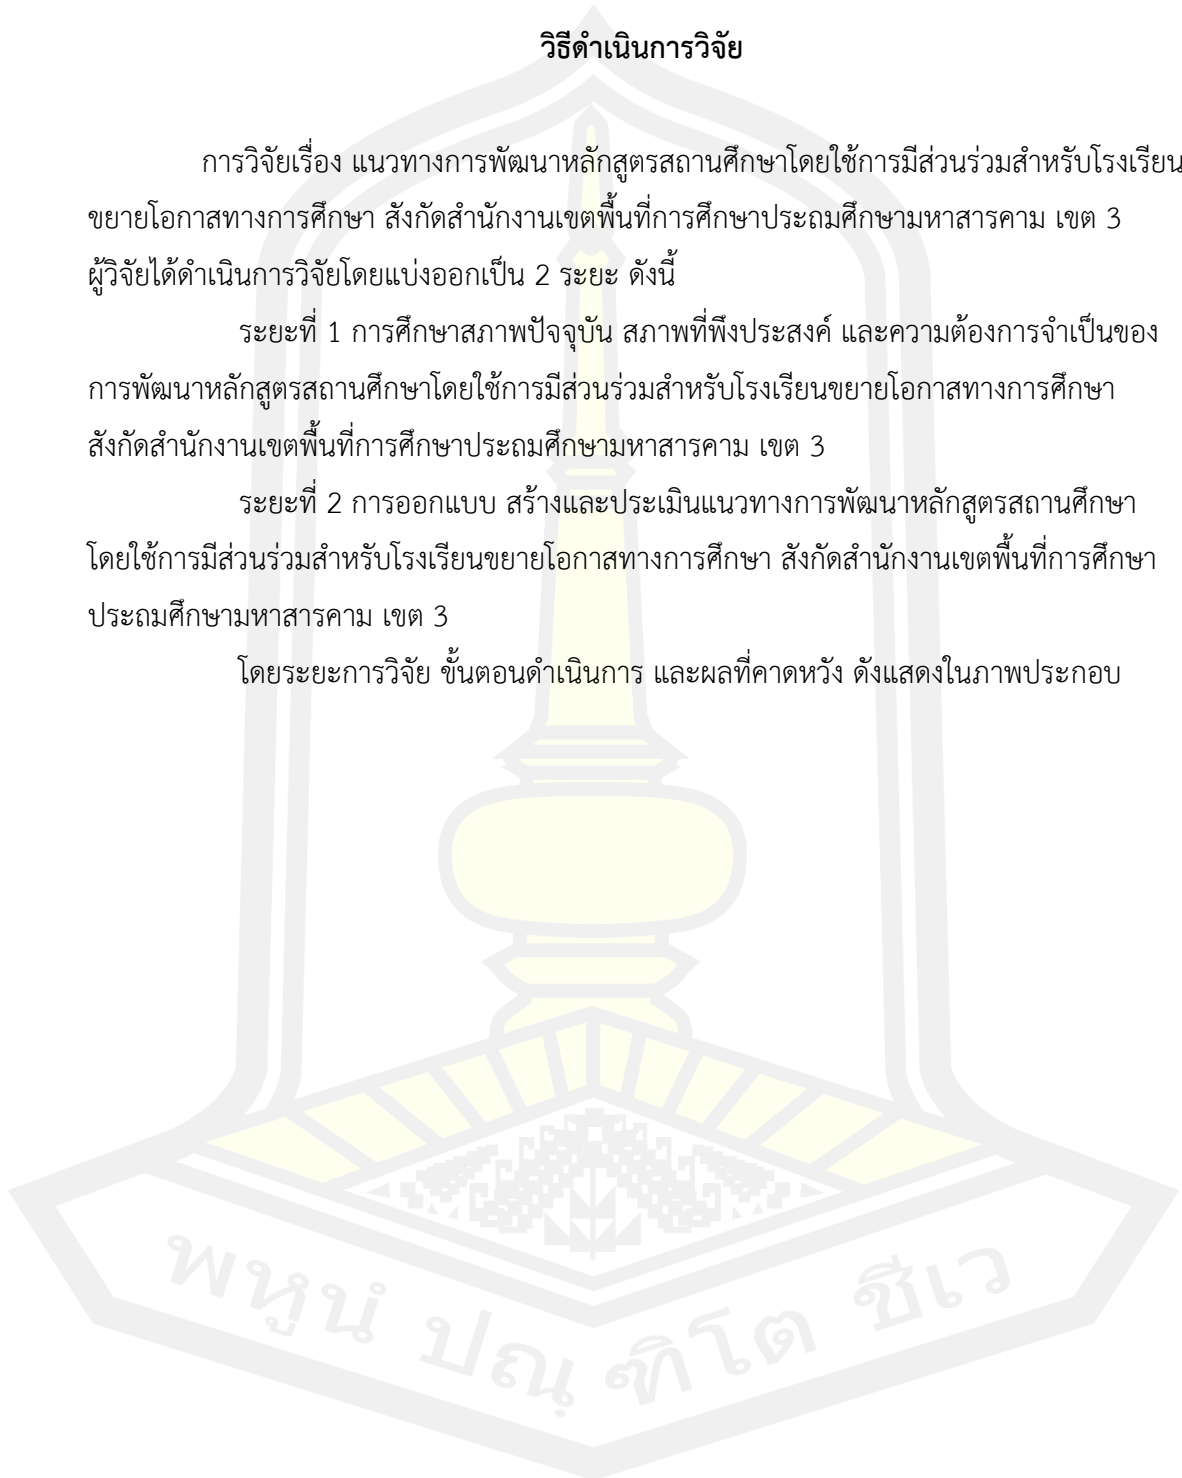 วิธีดำเนินการวิจัย
การวิจัยเรื่อง แนวทางการพัฒนาหลักสูตรสถานศึกษาโดยใช้การมีส่วนร่วมสำหรับโรงเรียน
ขยายโอกาสทางการศึกษา สังกัดสำนักงานเขตพื้นที่การศึกษาประถมศึกษามหาสารคาม เขต 3
ผู้วิจัยได้ดำเนินการวิจัยโดยแบ่งออกเป็น 2 ระยะ ดังนี้
ระยะที่ 1 การศึกษาสภาพปัจจุบัน สภาพที่พึงประสงค์ และความต้องการจำเป็นของ
การพัฒนาหลักสูตรสถานศึกษาโดยใช้การมีส่วนร่วมสำหรับโรงเรียนขยายโอกาสทางการศึกษา
สังกัดสำนักงานเขตพื้นที่การศึกษาประถมศึกษามหาสารคาม เขต 3
ระยะที่ 2 การออกแบบ สร้างและประเมินแนวทางการพัฒนาหลักสูตรสถานศึกษา
โดยใช้การมีส่วนร่วมสำหรับโรงเรียนขยายโอกาสทางการศึกษา สังกัดสำนักงานเขตพื้นที่การศึกษา
ประถมศึกษามหาสารคาม เขต 3
โดยระยะการวิจัย ขั้นตอนดำเนินการ และผลที่คาดหวัง ดังแสดงในภาพประกอบ
พหูนํ ปณฺฑิโต ชีเว